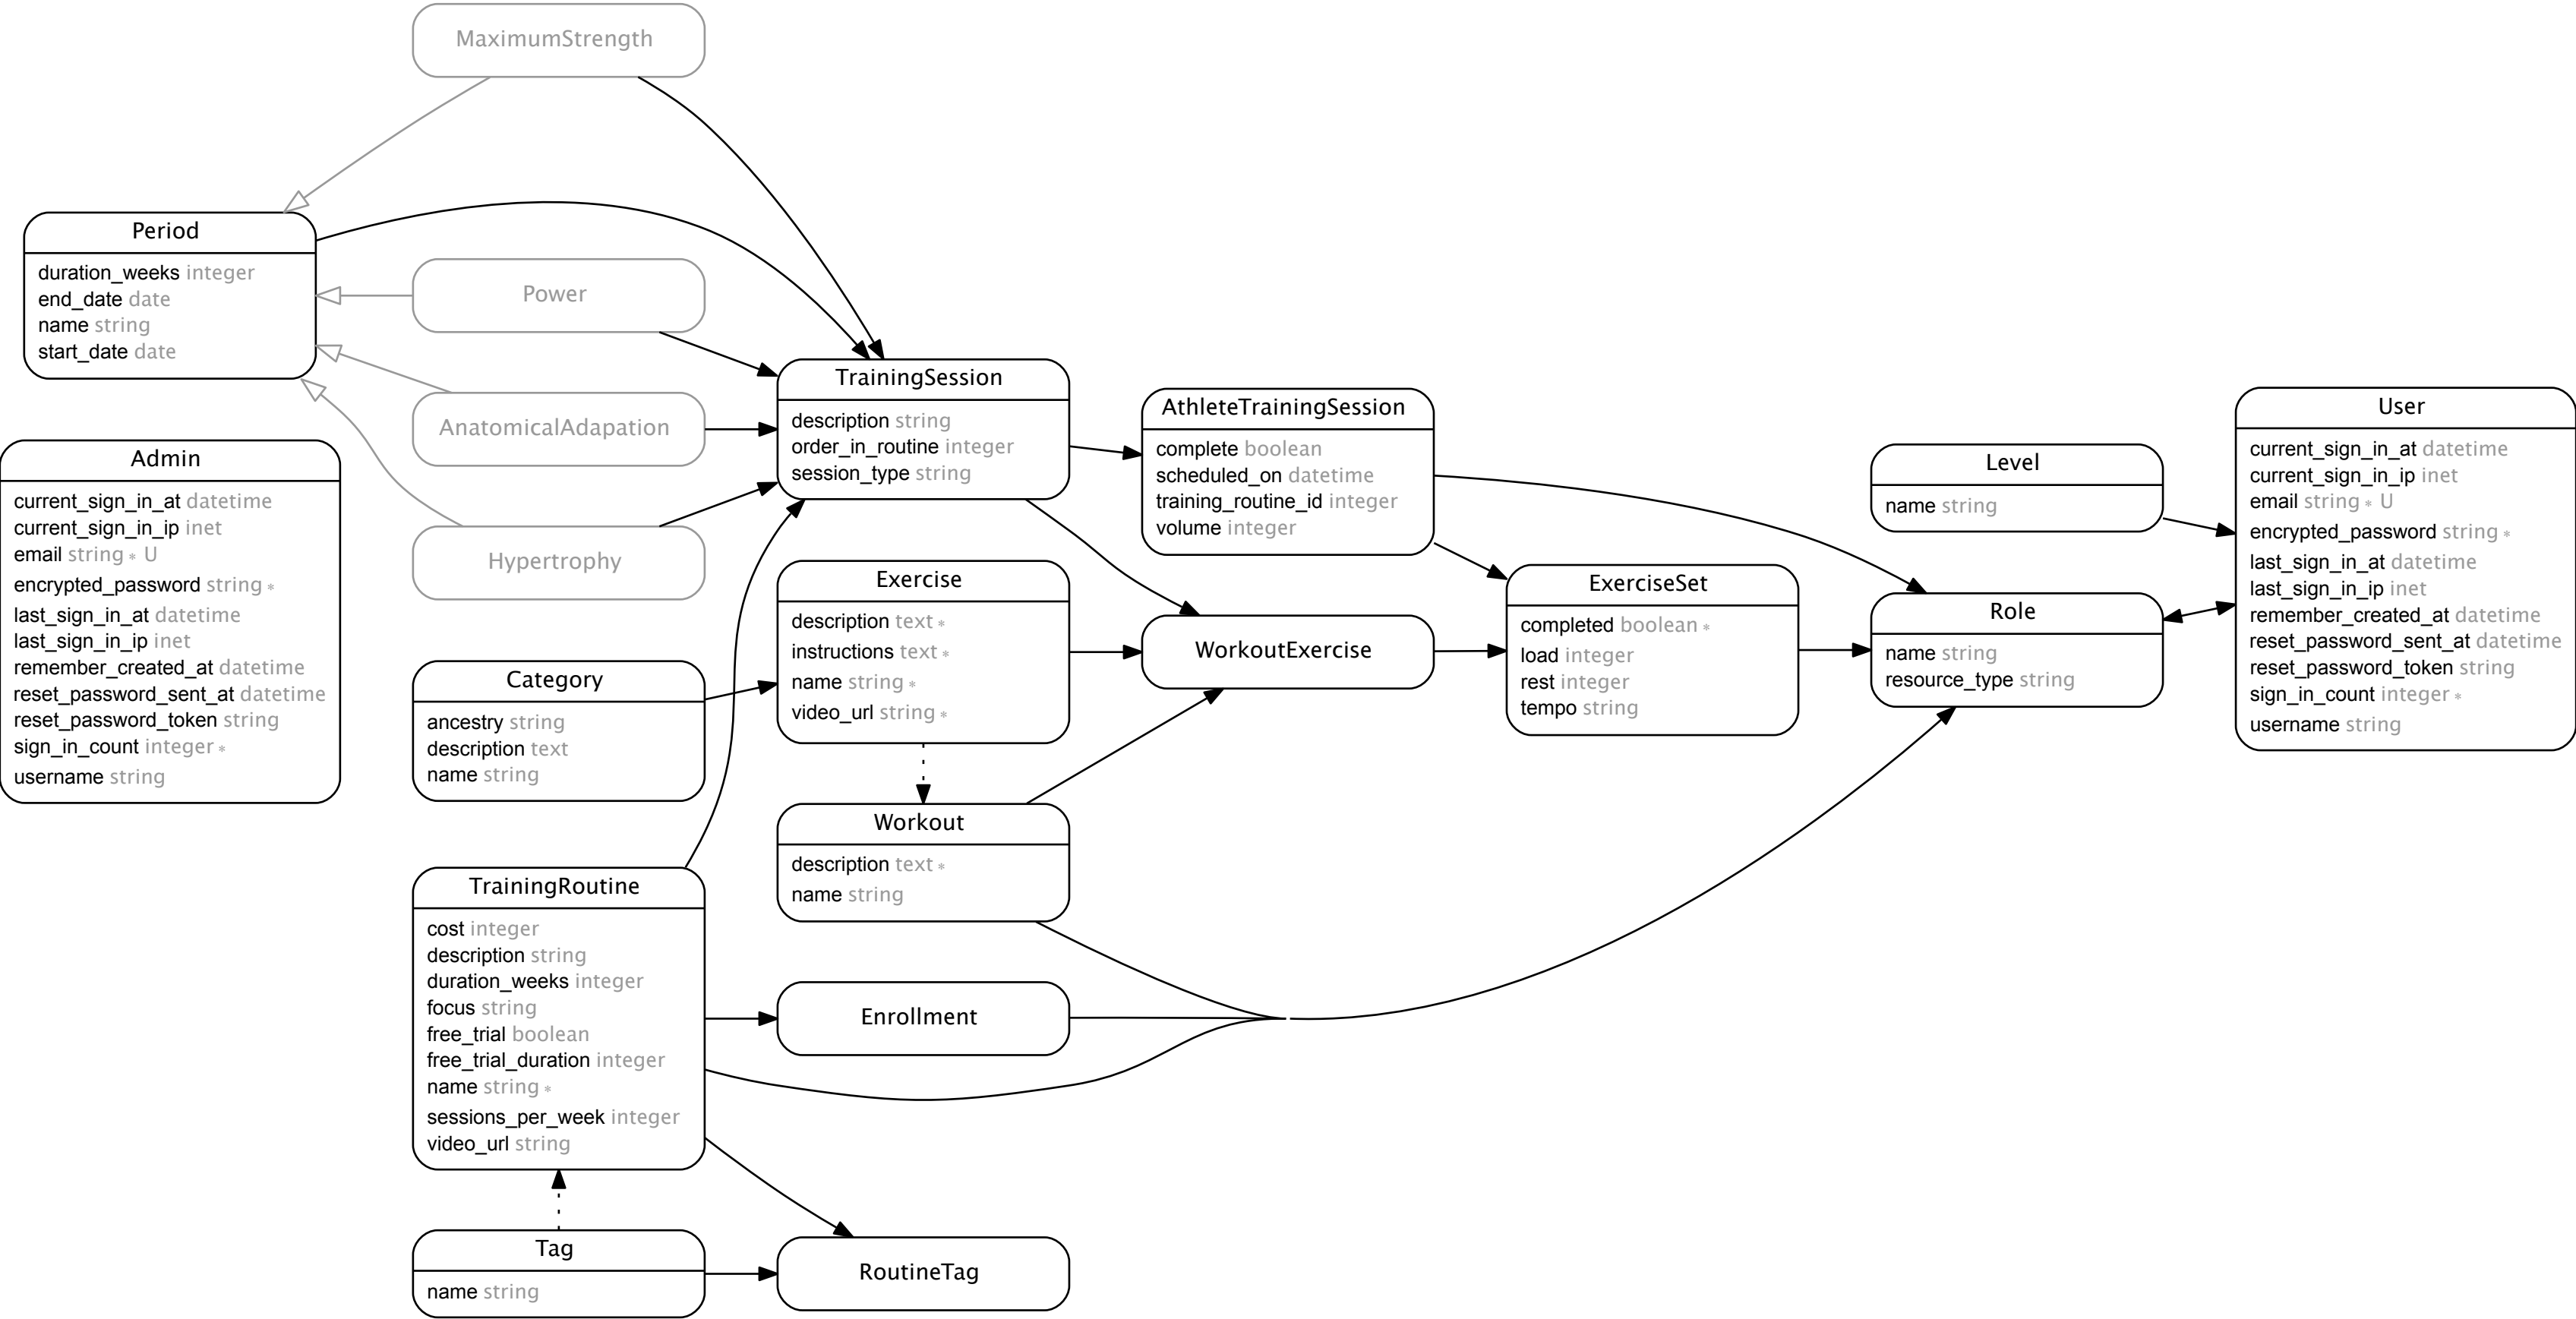 MaximumStrength
Period
duration_weeks integer
end_date date
name string
start_date date
Power
AnatomicalAdapation
Hypertrophy
Admin
current_sign_in_at datetime
current_sign_in_ip inet
email string * U
encrypted_password string *
last_sign_in_at datetime
last_sign_in_ip inet
remember_created_at datetime
reset_password_sent_at datetime
reset_password_token string
sign_in_count integer *
username string
Category
ancestry string
description text
name string
TrainingRoutine
cost integer
description string
duration_weeks integer
focus string
free_trial boolean
free_trial_duration integer
name string *
sessions_per_week integer
video_url string
Tag
name string
TrainingSession
description string
order_in_routine integer
session_type string
Exercise
description text *
instructions text *
name string *
video_url string *
Workout
description text *
name string
Enrollment
RoutineTag
AthleteTrainingSession
complete boolean
scheduled_on datetime
training_routine_id integer
volume integer
WorkoutExercise
ExerciseSet
completed boolean *
load integer
rest integer
tempo string
Level
name string
Role
name string
resource_type string
User
current_sign_in_at datetime
current_sign_in_ip inet
email string * U
encrypted_password string *
last_sign_in_at datetime
last_sign_in_ip inet
remember_created_at datetime
reset_password_sent_at datetime
reset_password_token string
sign_in_count integer *
username string